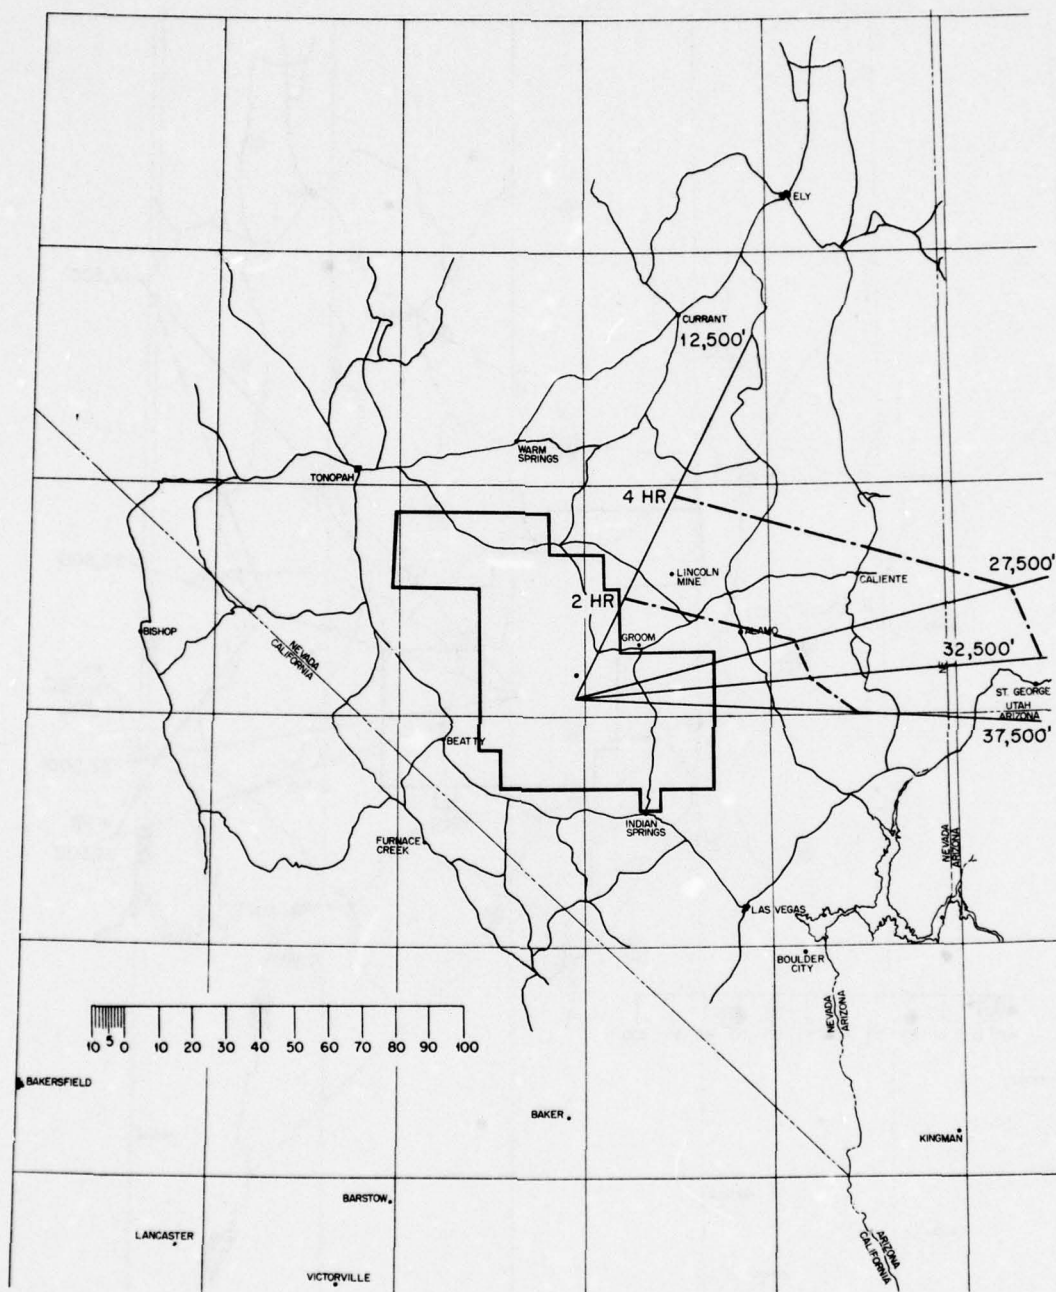 ELY
CURRANT
12,500'
WARM
SPRINGS
TONOPAH
4 HR
LINCOLN
MINE
27,500'
CALIENTE
2 HR
BISHOP
GROOM
ALAMO
NEVADA
CALIFORNIA
32,500'
ST. GEORGE
UTAH
ARIZONA
37,500'
BEATTY
INDIAN
SPRINGS
FURNACE
CREEK
NEVADA
ARIZONA
LAS VEGAS
BOULDER
CITY
NEVADA
ARIZONA
10 5 0 10 20 30 40 50 60 70 80 90 100
BAKERSFIELD
BAKER
KINGMAN
BARSTOW
LANCASTER
ARIZONA
CALIFORNIA
VICTORVILLE